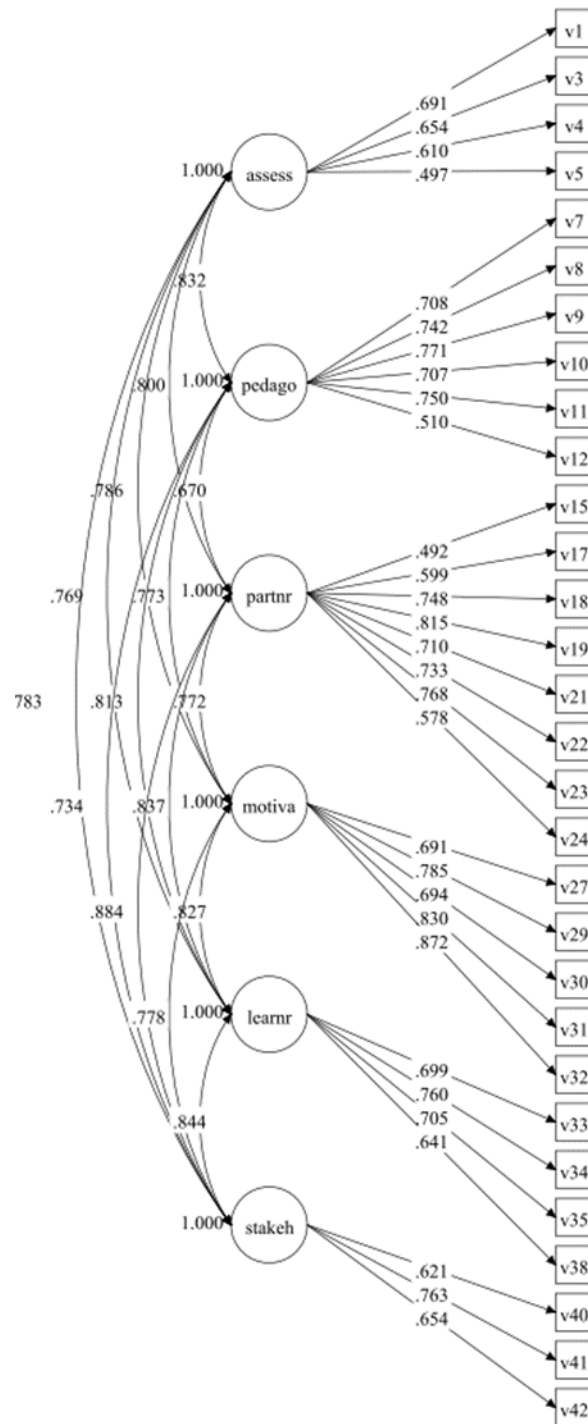 v1
v3
.691
.654
v4
.610
1.000
assess
.497
v5
v7
.832
v8
.708
.742
v9
.771
1.000
pedago
.707
v10
.800
.750
v11
.510
v12
.786
.670
v15
.492
v17
.599
.769
.773
1.000
partnr
.748
v18
.815
v19
.710
783
.813
.772
v21
.733
.768
v22
.578
v23
.734
.837
1.000
motiva
v24
.691
v27
.785
.884
.827
.694
v29
.830
.872
v30
1.000
learnr
.778
v31
v32
.699
.760
v33
.844
.705
.641
v34
v35
1.000
stakeh
v38
.621
v40
.763
.654
v41
v42